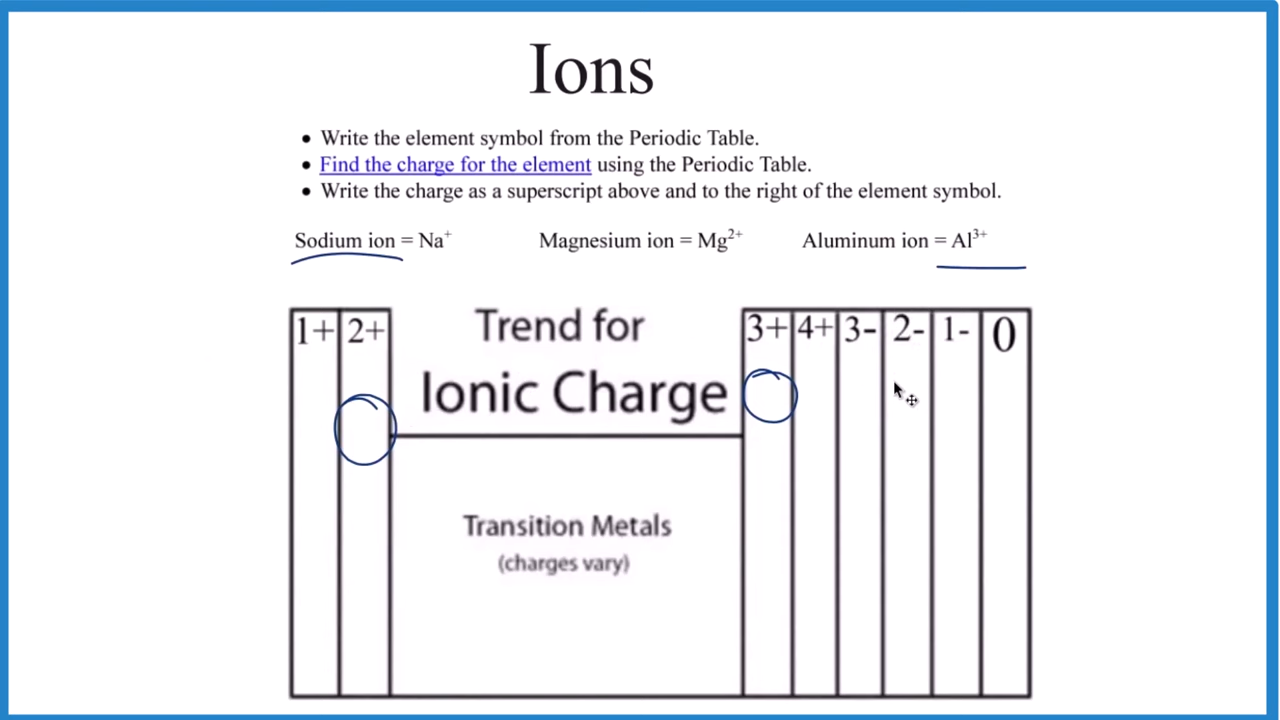 Ions
• Write the element symbol from the Periodic Table.
• Find the charge for the element using the Periodic Table.
• Write the charge as a superscript above and to the right of the element symbol.
Sodium ion = Na⁺ Magnesium ion = Mg²⁺ Aluminum ion = Al³⁺
1+ 2+ Trend for 3+ 4+ 3- 2- 1- 0
Ionic Charge
Transition Metals
(charges vary)